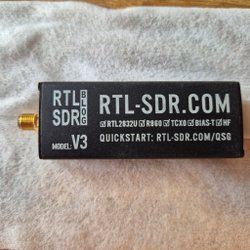 RTL
SDR
BLOG
MODEL: V3
RTL-SDR.COM
RTL2832U R860 TCXO BIAS-T HF
QUICKSTART: RTL-SDR.COM/QSG